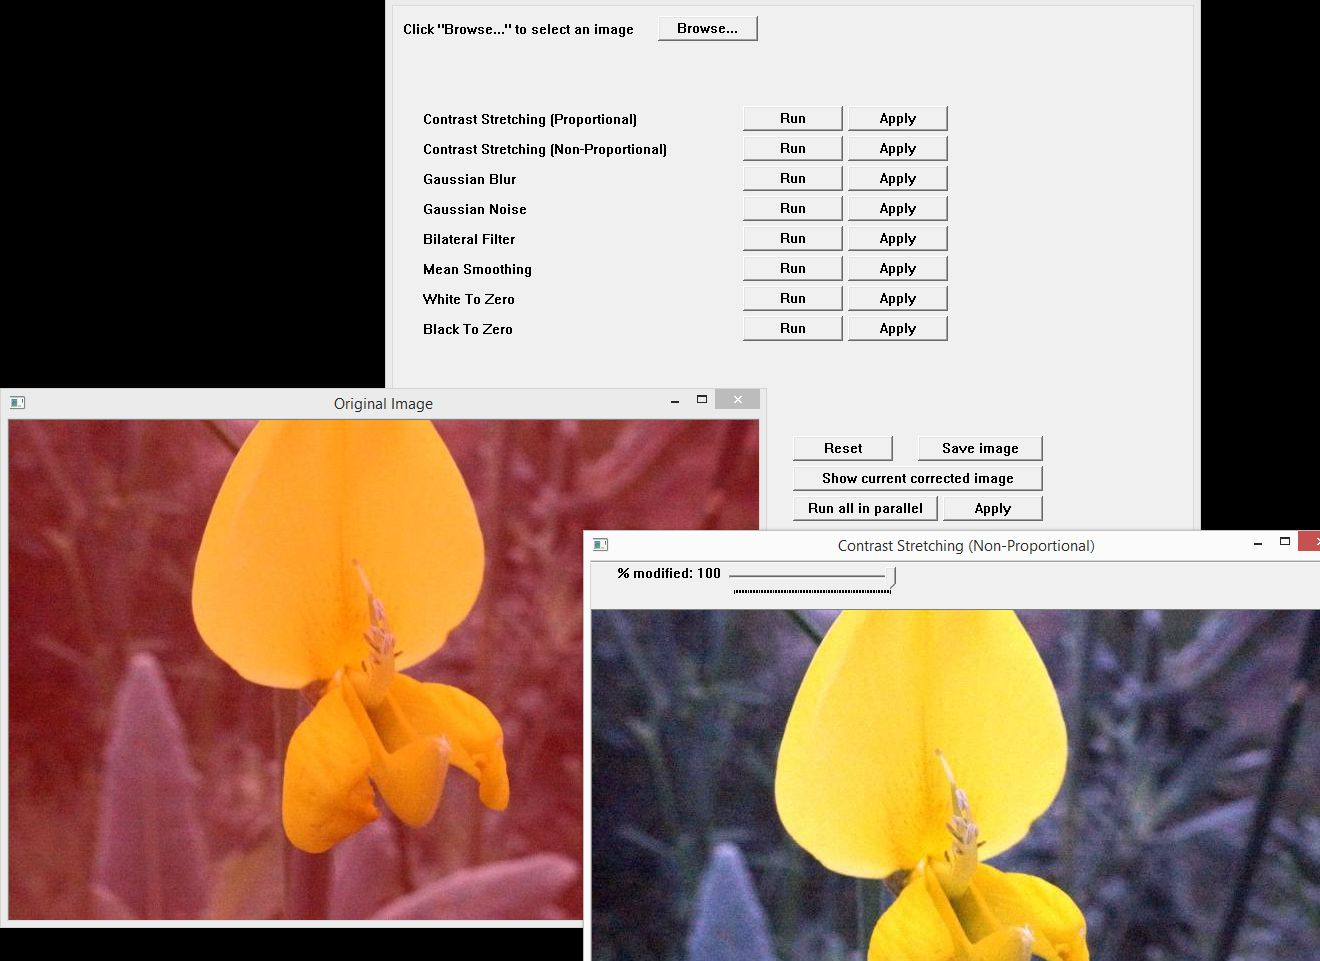 Click "Browse..." to select an image Browse...
Contrast Stretching (Proportional) Run Apply
Contrast Stretching (Non-Proportional) Run Apply
Gaussian Blur Run Apply
Gaussian Noise Run Apply
Bilateral Filter Run Apply
Mean Smoothing Run Apply
White To Zero Run Apply
Black To Zero Run Apply
Original Image
Reset Save image
Show current corrected image
Run all in parallel Apply
Contrast Stretching (Non-Proportional)
% modified: 100